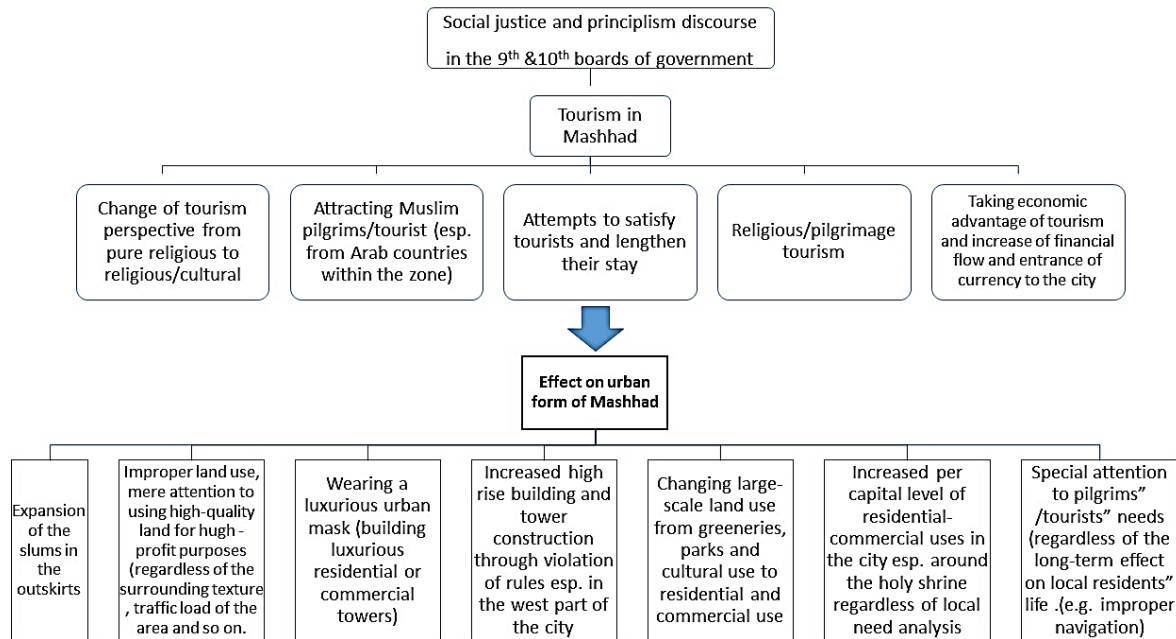 Social justice and principlism discourse
in the 9th &10th boards of government
Tourism in
Mashhad
Change of tourism
perspective from
pure religious to
religious/cultural
Attracting Muslim
pilgrims/tourist (esp.
from Arab countries
within the zone)
Attempts to satisfy
tourists and lengthen
their stay
Religious/pilgrimage
tourism
Taking economic
advantage of tourism
and increase of financial
flow and entrance of
currency to the city
Effect on urban
form of Mashhad
Expansion
of the
slums in
the
outskirts
Improper land use,
mere attention to
using high-quality
land for hugh -
profit purposes
(regardless of the
surrounding texture
, traffic load of the
area and so on.
Wearing a
luxurious urban
mask (building
luxurious
residential or
commercial
towers)
Increased high
rise building and
tower
construction
through violation
of rules esp. in
the west part of
the city
Changing large-
scale land use
from greeneries,
parks and
cultural use to
residential and
commercial use
Increased per
capital level of
residential-
commercial uses in
the city esp. around
the holy shrine
regardless of local
need analysis
Special attention
to pilgrims”
/tourists” needs
(regardless of the
long-term effect
on local residents”
life .(e.g. improper
navigation)